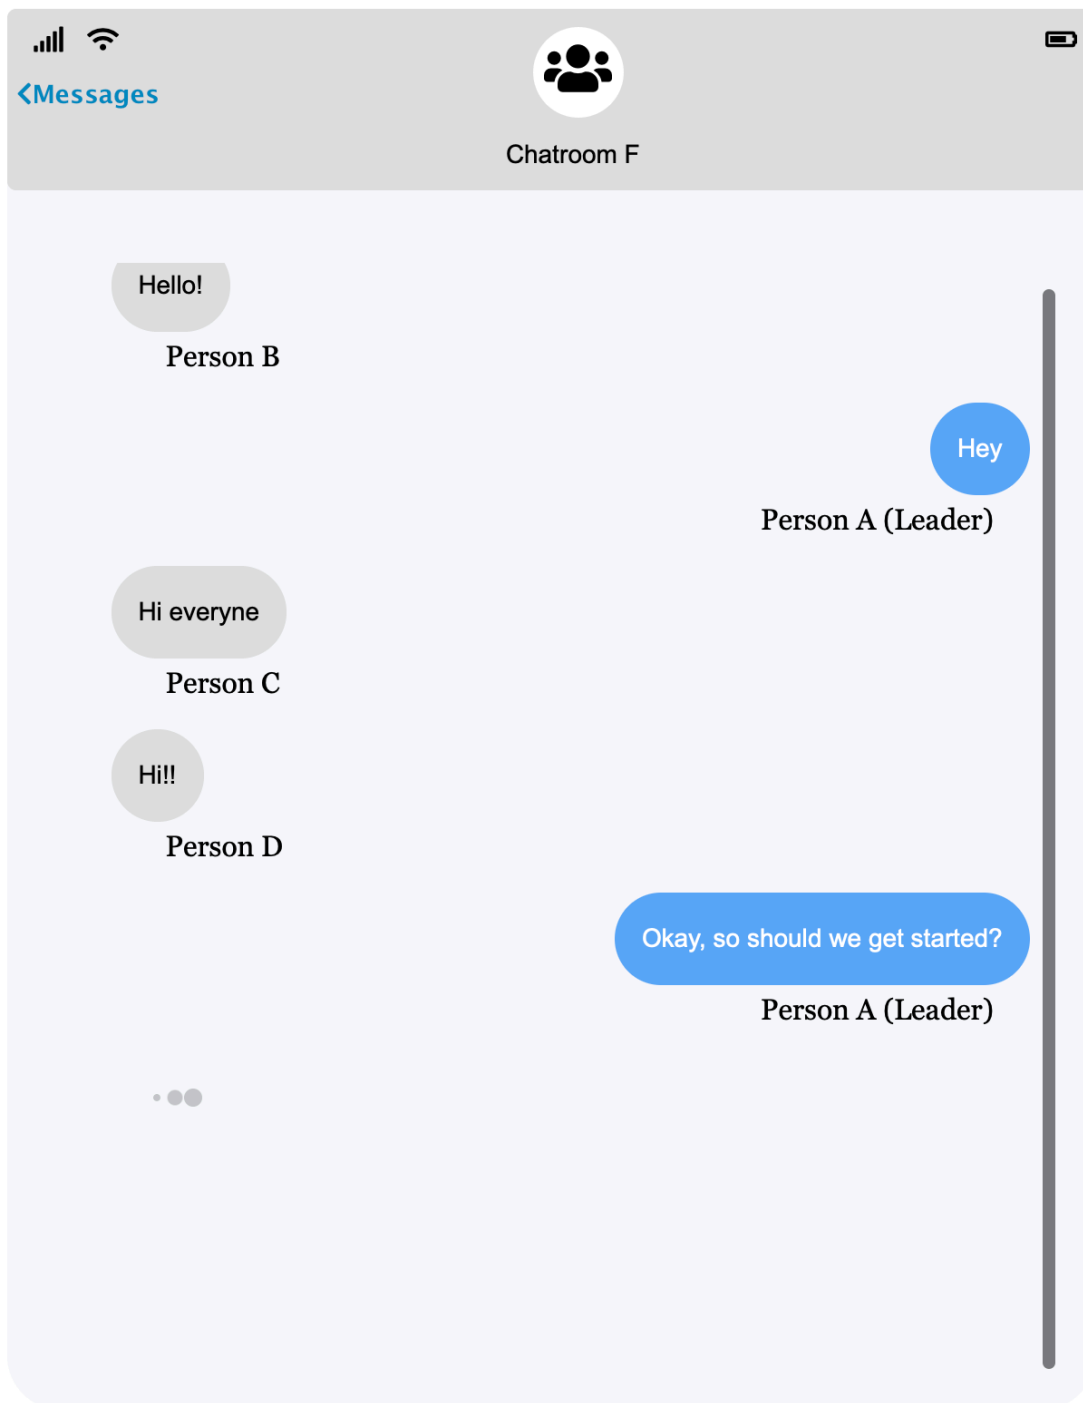 Messages
Chatroom F
Hello!
Person B
Hey
Person A (Leader)
Hi everyne
Person C
Hi!!
Person D
Okay, so should we get started?
Person A (Leader)